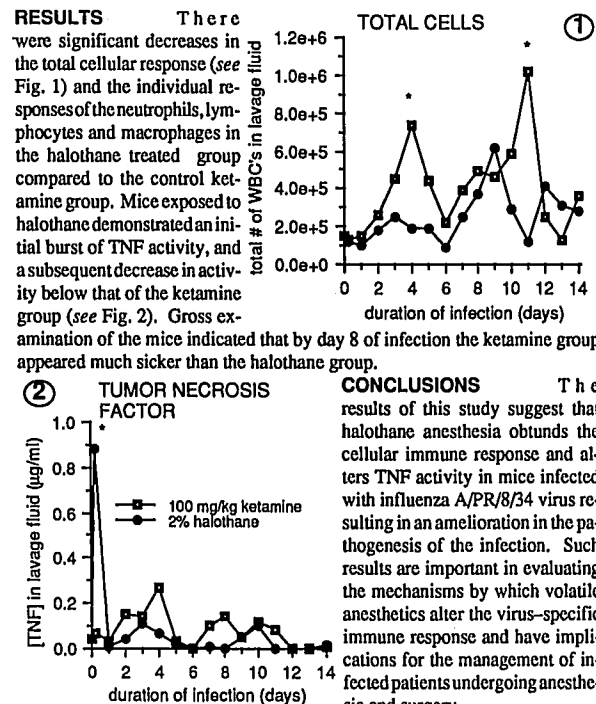 RESULTS There
were significant decreases in
the total cellular response (see
Fig. 1) and the individual re-
sponses of the neutrophils, lym-
phocytes and macrophages in
the halothane treated group
compared to the control ket-
amine group. Mice exposed to
halothane demonstrated an ini-
tial burst of TNF activity, and
a subsequent decrease in activ-
ity below that of the ketamine
group (see Fig. 2). Gross ex-
amination of the mice indicated that by day 8 of infection the ketamine group
appeared much sicker than the halothane group.
TOTAL CELLS
1
total # of WBC's in lavage fluid
1.2e+6
1.0e+6
8.0e+5
6.0e+5
4.0e+5
2.0e+5
0.0e+0
*
*
0 2 4 6 8 10 12 14
duration of infection (days)
2 TUMOR NECROSIS
FACTOR
[TNF] in lavage fluid (µg/ml)
1.0
0.8
0.6
0.4
0.2
0.0
*
100 mg/kg ketamine
2% halothane
0 2 4 6 8 10 12 14
duration of infection (days)
CONCLUSIONS The
results of this study suggest that
halothane anesthesia obtunds the
cellular immune response and al-
ters TNF activity in mice infected
with influenza A/PR/8/34 virus re-
sulting in an amelioration in the pa-
thogenesis of the infection. Such
results are important in evaluating
the mechanisms by which volatile
anesthetics alter the virus–specific
immune response and have impli-
cations for the management of in-
fected patients undergoing anesthe-
sia and surgery.